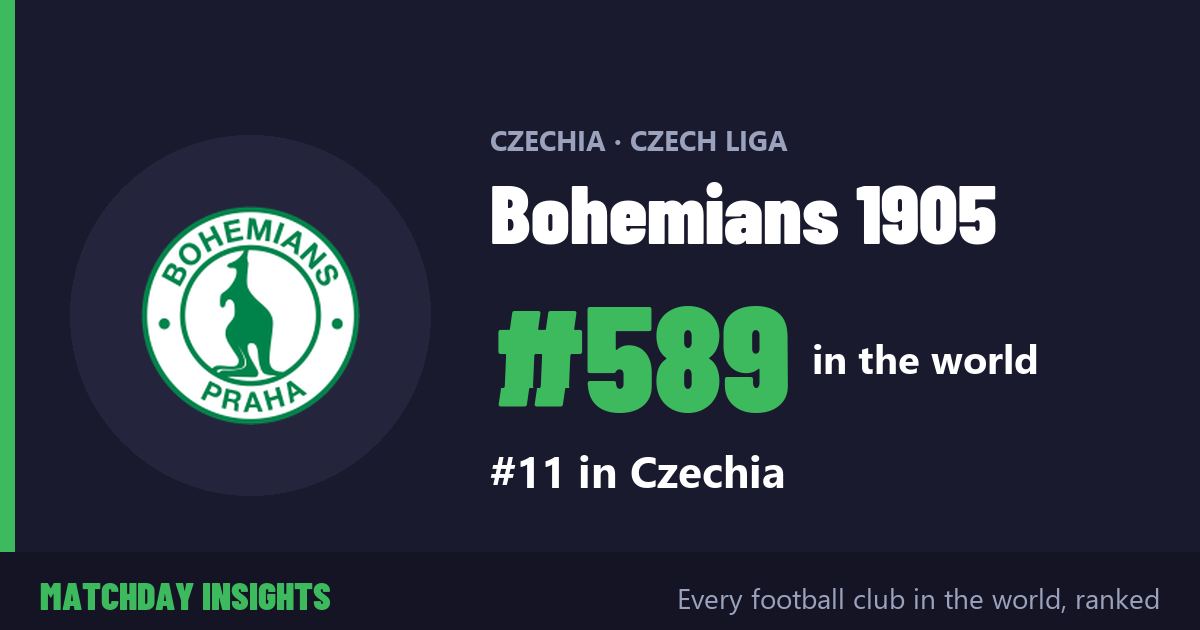 CZECHIA · CZECH LIGA
Bohemians 1905
BOHEMIANS
PRAHA
#589 in the world
#11 in Czechia
MATCHDAY INSIGHTS
Every football club in the world, ranked